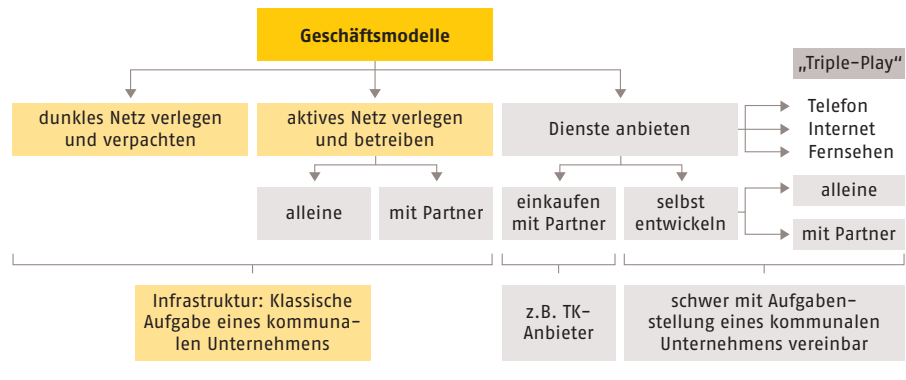 Geschäftsmodelle
„Triple-Play“
dunkles Netz verlegen
und verpachten
aktives Netz verlegen
und betreiben
Dienste anbieten
Telefon
Internet
Fernsehen
alleine
mit Partner
einkaufen
mit Partner
selbst
entwickeln
alleine
mit Partner
Infrastruktur: Klassische
Aufgabe eines kommuna-
len Unternehmens
z.B. TK-
Anbieter
schwer mit Aufgaben-
stellung eines kommunalen
Unternehmens vereinbar